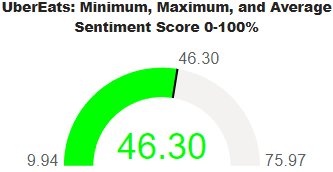 UberEats: Minimum, Maximum, and Average
Sentiment Score 0-100%
46.30
46.30
9.94
75.97